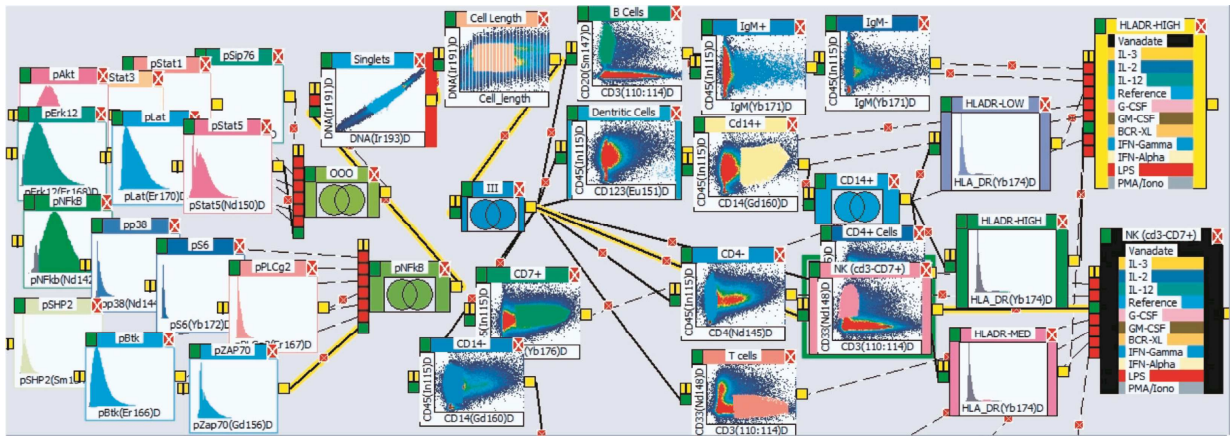 pAkt
Stat3
pStat1
pSip76
pErk12
pErk12(Er168)D
pLat
pLat(Er170)D
pStat5
pStat5(Nd150)D
pNFkB
pNFkb(Nd142
pp38
pp38(Nd144
pS6
pS6(Yb172)D
pPLCg2
Er167)D
pSHP2
pSHP2(Sm1
pBtk
pBtk(Er166)D
pZAP70
pZap70(Gd156)D
OOO
pNFkB
Singlets
DNA(Ir191)D
DNA(Ir193)D
Cell Length
DNA(Ir191)D
Cell_length
III
B Cells
CD20(Sm147)D
CD3(110:114)D
IgM+
CD45(In115)D
IgM(Yb171)D
IgM-
CD45(In115)D
IgM(Yb171)D
Dentritic Cells
CD45(In115)D
CD123(Eu151)D
Cd14+
CD45(In115)D
CD14(Gd160)D
CD14+
CD7+
5(In115)D
(Yb176)D
CD14-
CD45(In115)D
CD14(Gd160)D
CD4-
CD45(In115)D
CD4(Nd145)D
CD4+ Cells
NK (cd3-CD7+)
CD33(Nd148)D
CD3(110:114)D
T cells
CD33(Nd148)D
CD3(110:114)D
HLADR-LOW
HLA_DR(Yb174)D
HLADR-HIGH
HLA_DR(Yb174)D
HLADR-MED
HLA_DR(Yb174)D
HLADR-HIGH
Vanadate
IL-3
IL-2
IL-12
Reference
G-CSF
GM-CSF
BCR-XL
IFN-Gamma
IFN-Alpha
LPS
PMA/Iono
NK (cd3-CD7+)
Vanadate
IL-3
IL-2
IL-12
Reference
G-CSF
GM-CSF
BCR-XL
IFN-Gamma
IFN-Alpha
LPS
PMA/Iono